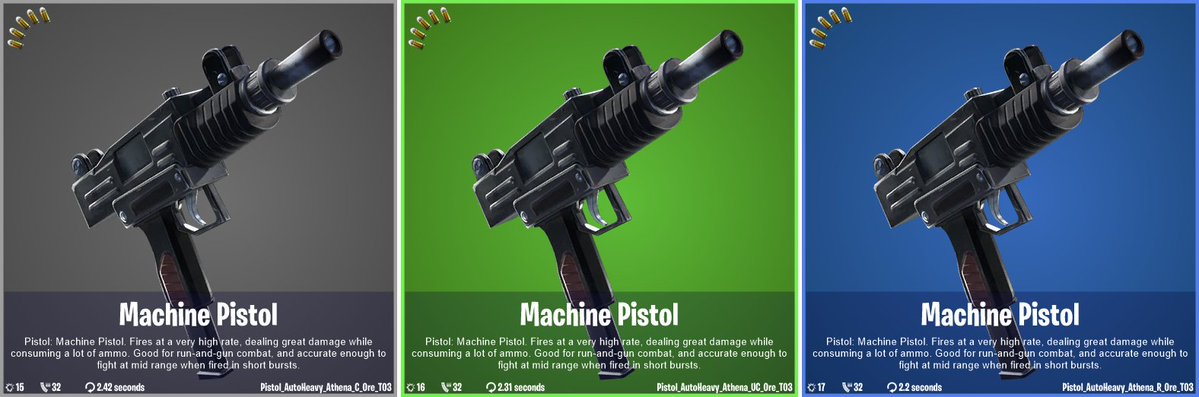 Machine Pistol
Pistol: Machine Pistol. Fires at a very high rate, dealing great damage while
consuming a lot of ammo. Good for run-and-gun combat, and accurate enough to
fight at mid range when fired in short bursts.
15 32 2.42 seconds Pistol_AutoHeavy_Athena_C_Ore_T03
Machine Pistol
Pistol: Machine Pistol. Fires at a very high rate, dealing great damage while
consuming a lot of ammo. Good for run-and-gun combat, and accurate enough to
fight at mid range when fired in short bursts.
16 32 2.31 seconds Pistol_AutoHeavy_Athena_UC_Ore_T03
Machine Pistol
Pistol: Machine Pistol. Fires at a very high rate, dealing great damage while
consuming a lot of ammo. Good for run-and-gun combat, and accurate enough to
fight at mid range when fired in short bursts.
17 32 2.2 seconds Pistol_AutoHeavy_Athena_R_Ore_T03